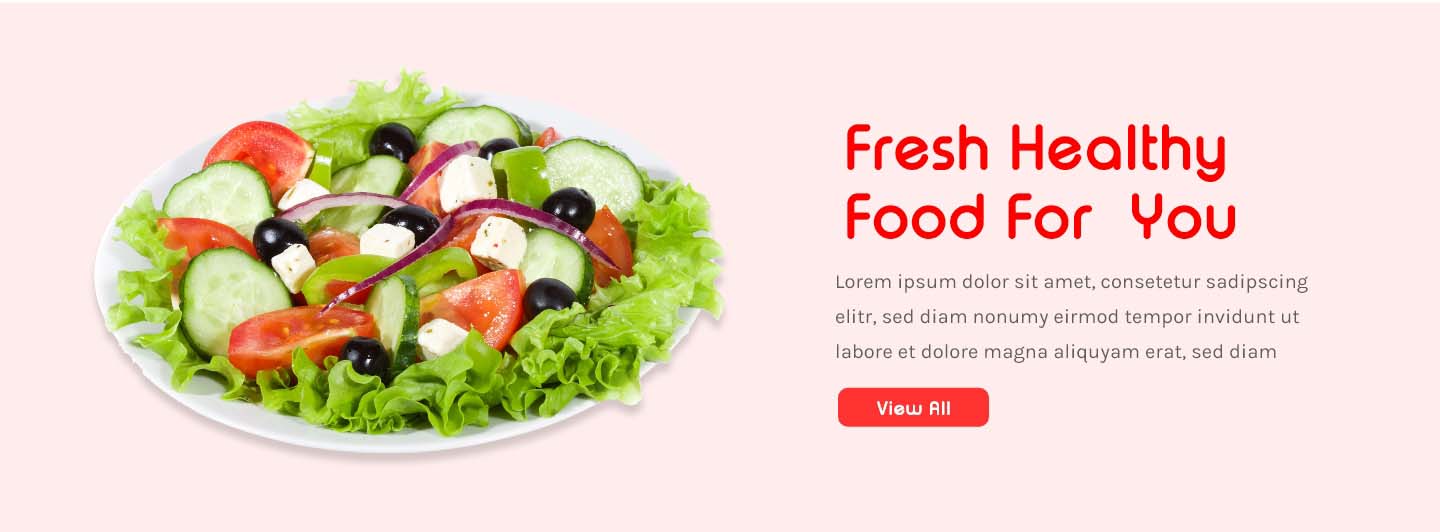 Fresh Healthy
Food For You
Lorem ipsum dolor sit amet, consetetur sadipscing
elitr, sed diam nonumy eirmod tempor invidunt ut
labore et dolore magna aliquyam erat, sed diam
View All